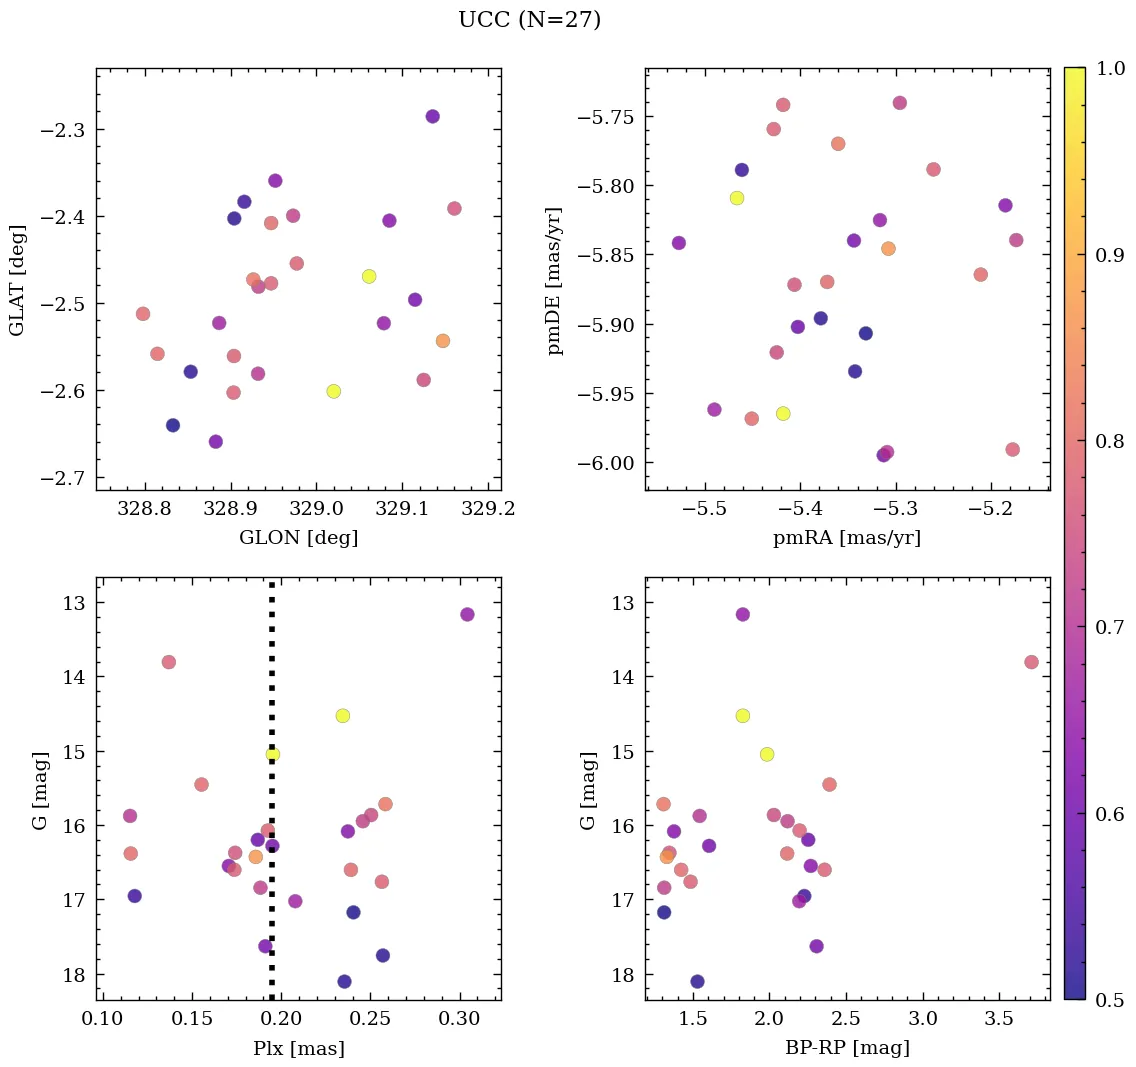 UCC (N=27)
−2.3
−2.4
−2.5
−2.6
−2.7
GLAT [deg]
328.8 328.9 329.0 329.1 329.2
GLON [deg]
−5.75
−5.80
−5.85
−5.90
−5.95
−6.00
pmDE [mas/yr]
−5.5 −5.4 −5.3 −5.2
pmRA [mas/yr]
13
14
15
16
17
18
G [mag]
0.10 0.15 0.20 0.25 0.30
Plx [mas]
13
14
15
16
17
18
G [mag]
1.5 2.0 2.5 3.0 3.5
BP-RP [mag]
1.0
0.9
0.8
0.7
0.6
0.5